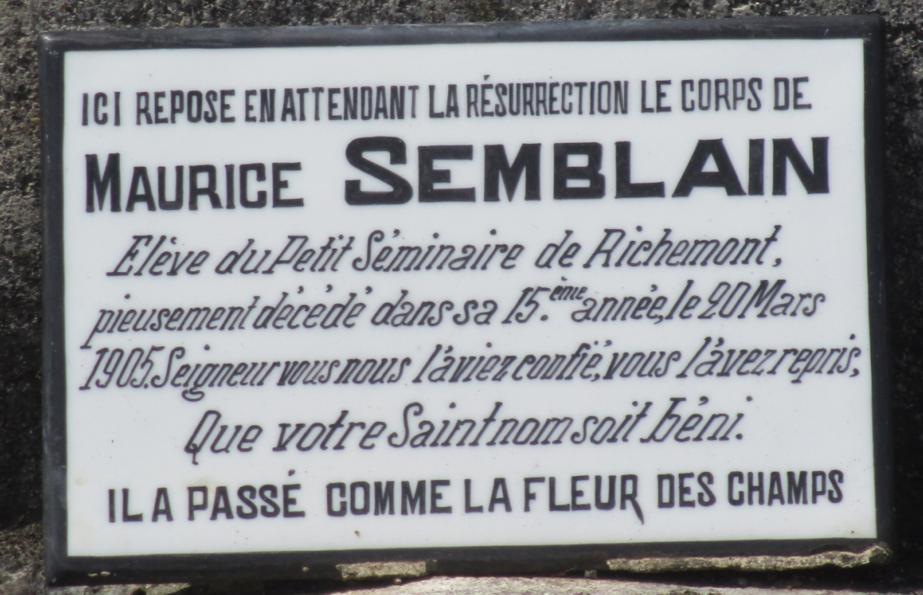 ICI REPOSE EN ATTENDANT LA RÉSURRECTION LE CORPS DE
MAURICE SEMBLAIN
Elève du Petit Séminaire de Richemont,
pieusement décédé dans sa 15.ème année, le 20 Mars
1905. Seigneur vous nous l'aviez confié, vous l'avez repris,
Que votre Saint nom soit béni.
IL A PASSÉ COMME LA FLEUR DES CHAMPS